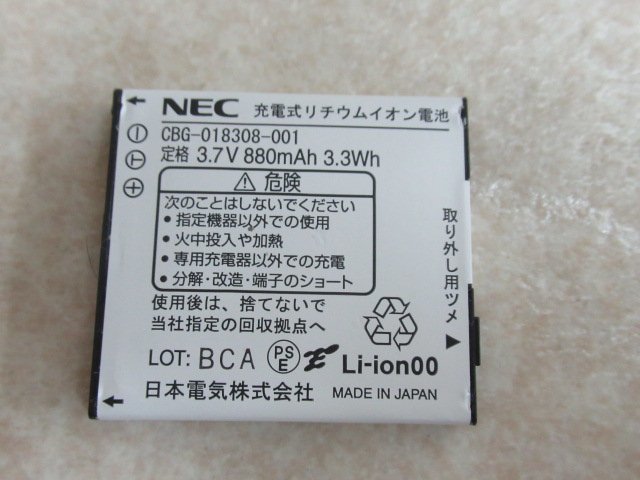 NEC 充電式リチウムイオン電池
CBG-018308-001
定格 3.7V 880mAh 3.3Wh
危険
次のことはしないでください
・指定機器以外での使用
・火中投入や加熱
・専用充電器以外での充電
・分解・改造・端子のショート
取り外し用ツメ
使用後は、捨てないで
当社指定の回収拠点へ
LOT: BCA PSE Li-ion00
日本電気株式会社 MADE IN JAPAN